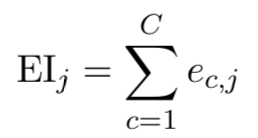 EI_j = \sum_{c=1}^{C} e_{c,j}